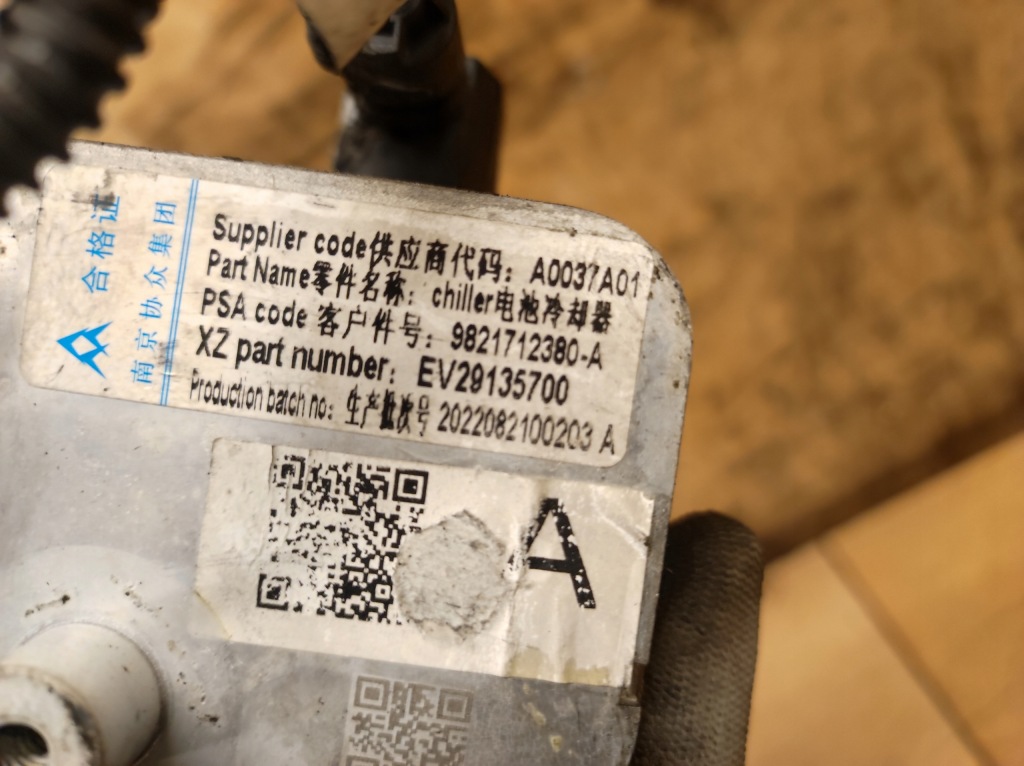 合格证
南京协众集团
Supplier code供应商代码：A0037A01
Part Name零件名称：chiller电池冷却器
PSA code 客户件号：9821712380-A
XZ part number：EV29135700
Production batch no：生产批次号 2022082100203 A
A